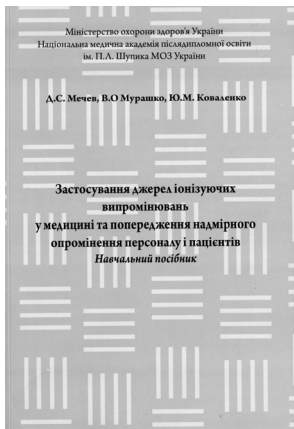 Міністерство охорони здоров'я України
Національна медична академія післядипломної освіти
ім. П.Л. Шупика МОЗ України
Д.С. Мечев, В.О Мурашко, Ю.М. Коваленко
Застосування джерел іонізуючих
випромінювань
у медицині та попередження надмірного
опромінення персоналу і пацієнтів
Навчальний посібник